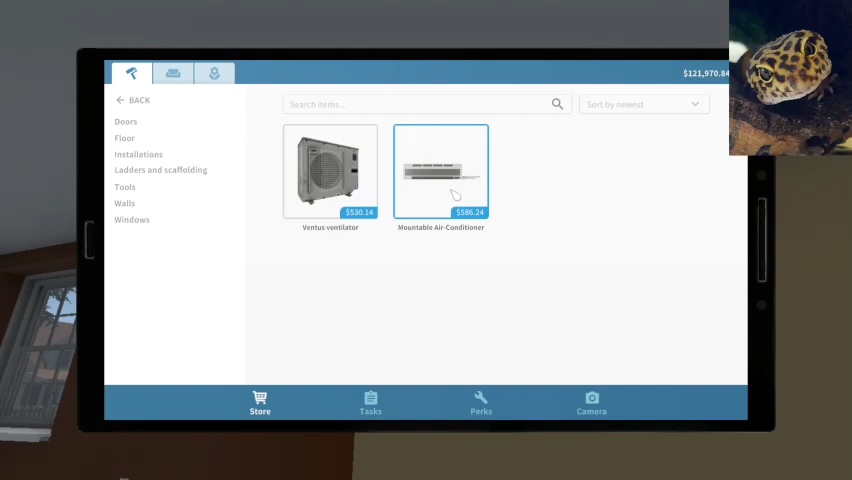 $121,970.84
BACK
Search items...
Sort by newest
Doors
Floor
Installations
Ladders and scaffolding
Tools
Walls
Windows
$530.14
$586.24
Ventus ventilator
Mountable Air-Conditioner
Store
Tasks
Perks
Camera